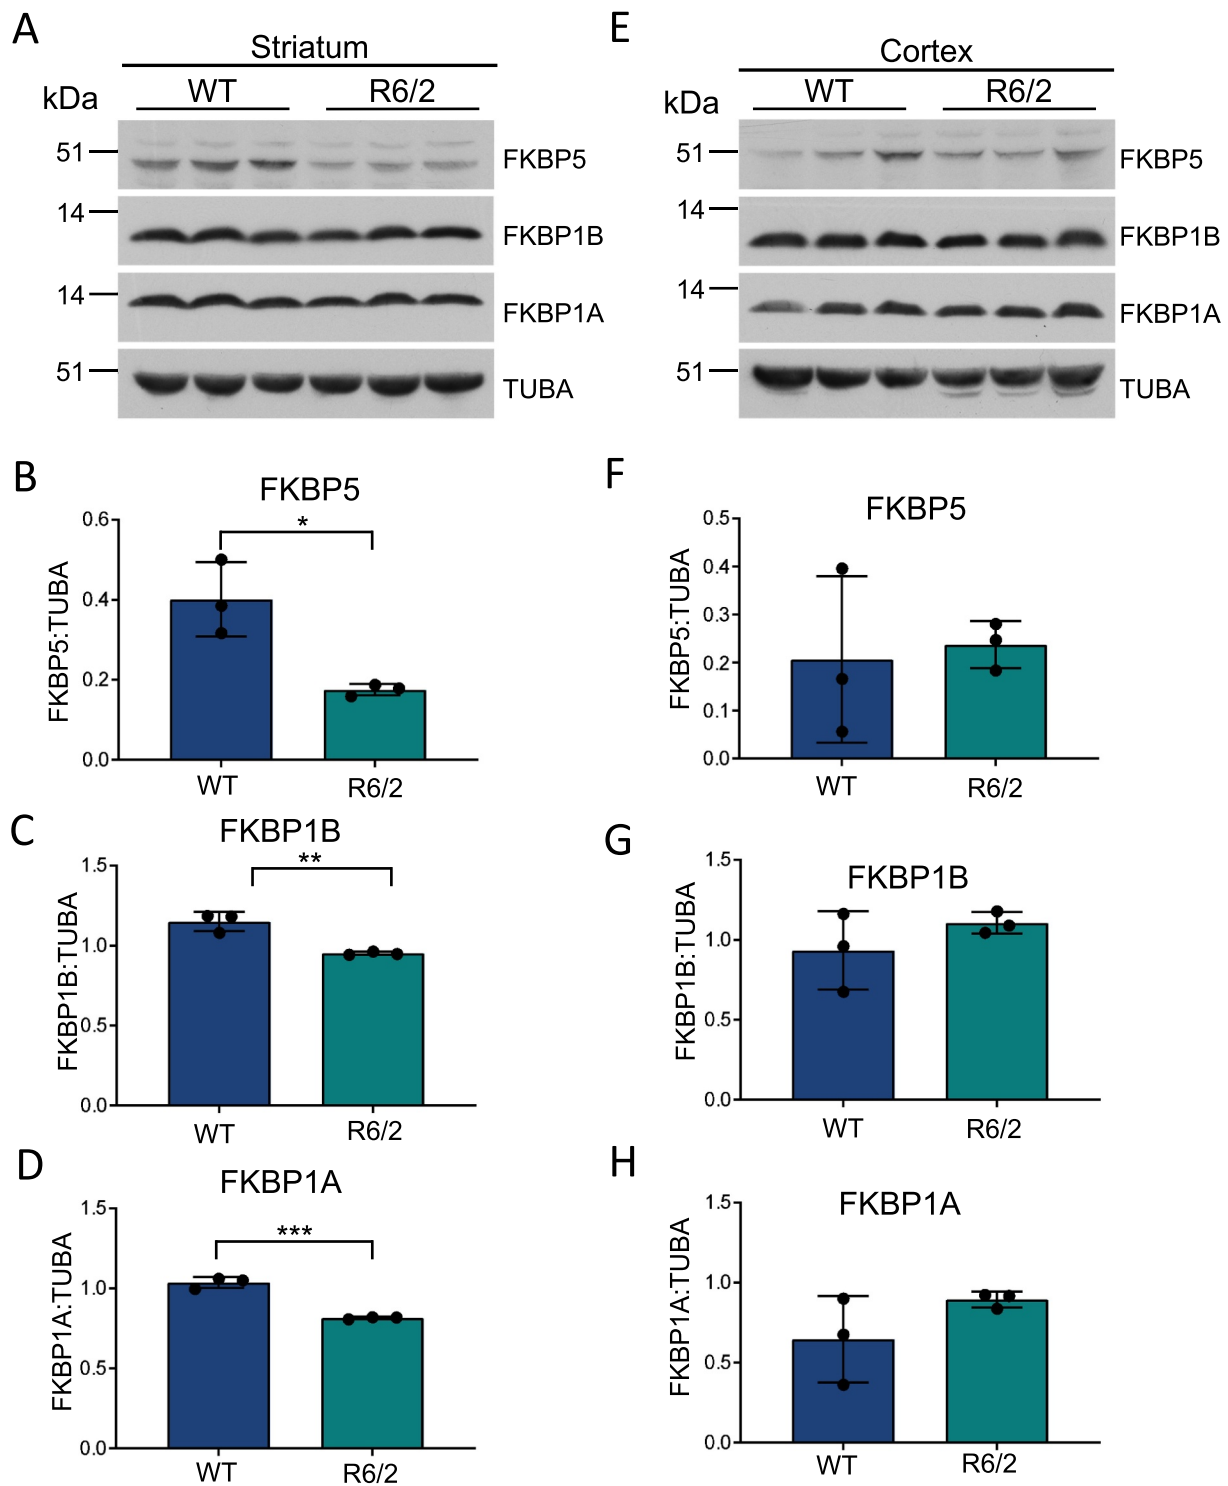 A
Striatum
WT R6/2
kDa
51 FKBP5
14 FKBP1B
14 FKBP1A
51 TUBA
E
Cortex
WT R6/2
kDa
51 FKBP5
14 FKBP1B
14 FKBP1A
51 TUBA
B
FKBP5
*
FKBP5:TUBA
0.6
0.4
0.2
0.0
WT R6/2
F
FKBP5
FKBP5:TUBA
0.5
0.4
0.3
0.2
0.1
0.0
WT R6/2
C
FKBP1B
**
FKBP1B:TUBA
1.5
1.0
0.5
0.0
WT R6/2
G
FKBP1B
FKBP1B:TUBA
1.5
1.0
0.5
0.0
WT R6/2
D
FKBP1A
***
FKBP1A:TUBA
1.5
1.0
0.5
0.0
WT R6/2
H
FKBP1A
FKBP1A:TUBA
1.5
1.0
0.5
0.0
WT R6/2